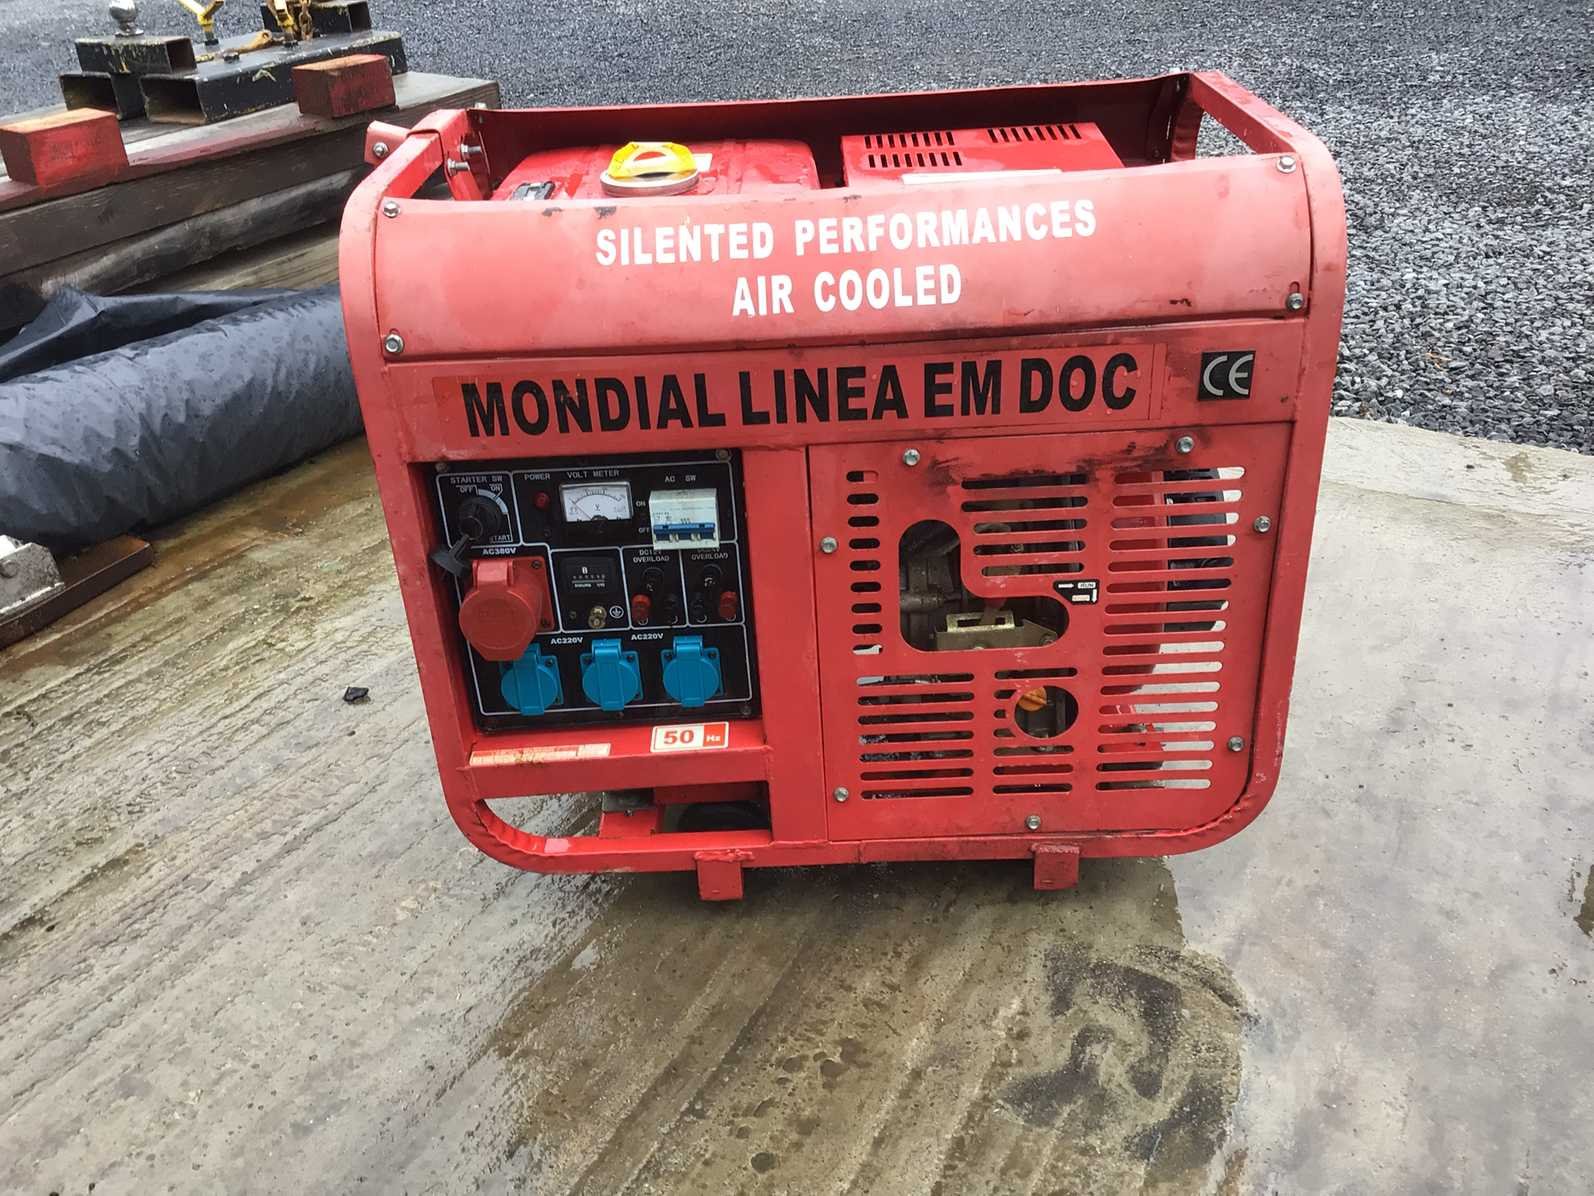 SILENTED PERFORMANCES
AIR COOLED
MONDIAL LINEA EM DOC
CE
STARTER SW
OFF ON
START
POWER
VOLT METER
V
AC SW
ON
OFF
AC380V
B
DC12V
OVERLOAD
OVERLOAD
AC220V
AC220V
50 Hz